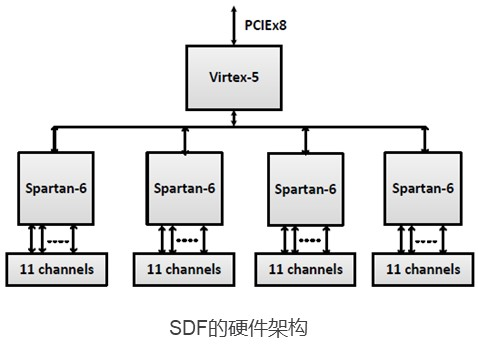 PCIEx8
Virtex-5
Spartan-6 Spartan-6 Spartan-6 Spartan-6
11 channels 11 channels 11 channels 11 channels
SDF的硬件架构